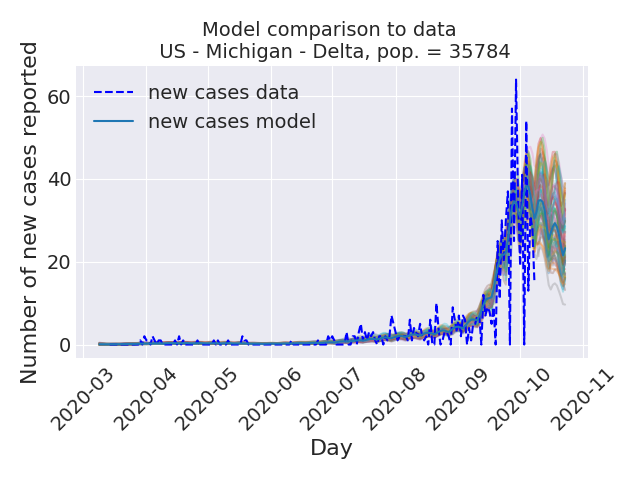 Model comparison to data
US - Michigan - Delta, pop. = 35784
Number of new cases reported
60
40
20
0
new cases data
new cases model
2020-03
2020-04
2020-05
2020-06
2020-07
2020-08
2020-09
2020-10
2020-11
Day